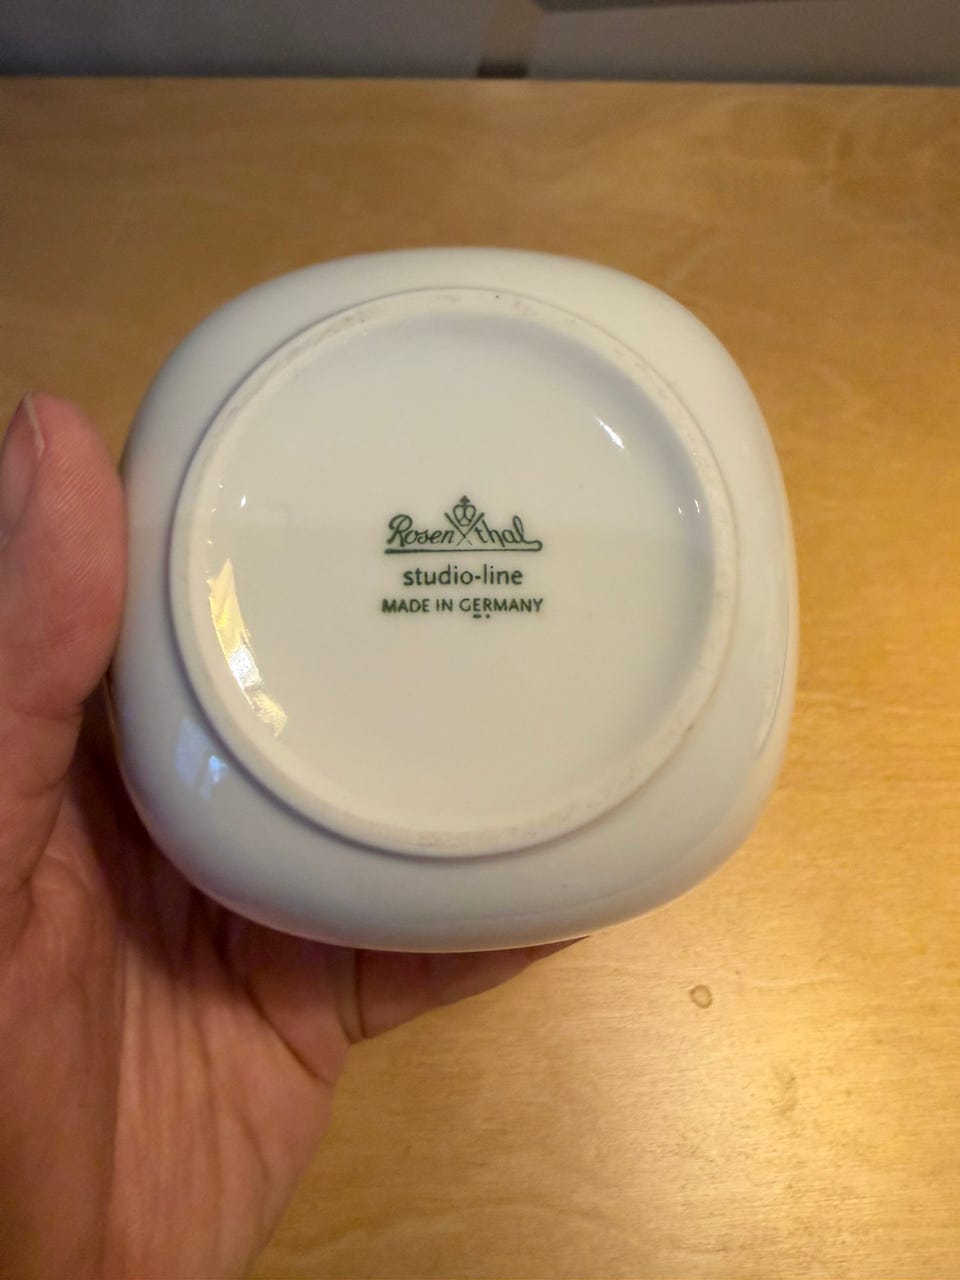 Rosenthal
studio-line
MADE IN GERMANY